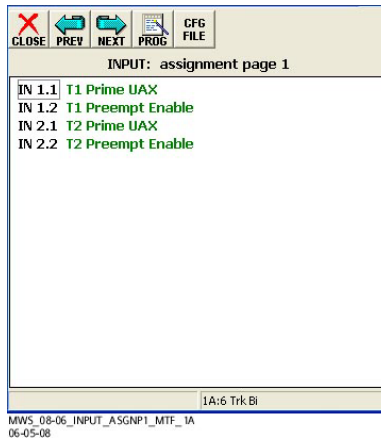 CLOSE PREV NEXT PROG CFG FILE
INPUT: assignment page 1
IN 1.1 T1 Prime UAX
IN 1.2 T1 Preempt Enable
IN 2.1 T2 Prime UAX
IN 2.2 T2 Preempt Enable
1A:6 Trk Bi
MWS_08-06_INPUT_ASGNP1_MTF_1A
06-05-08